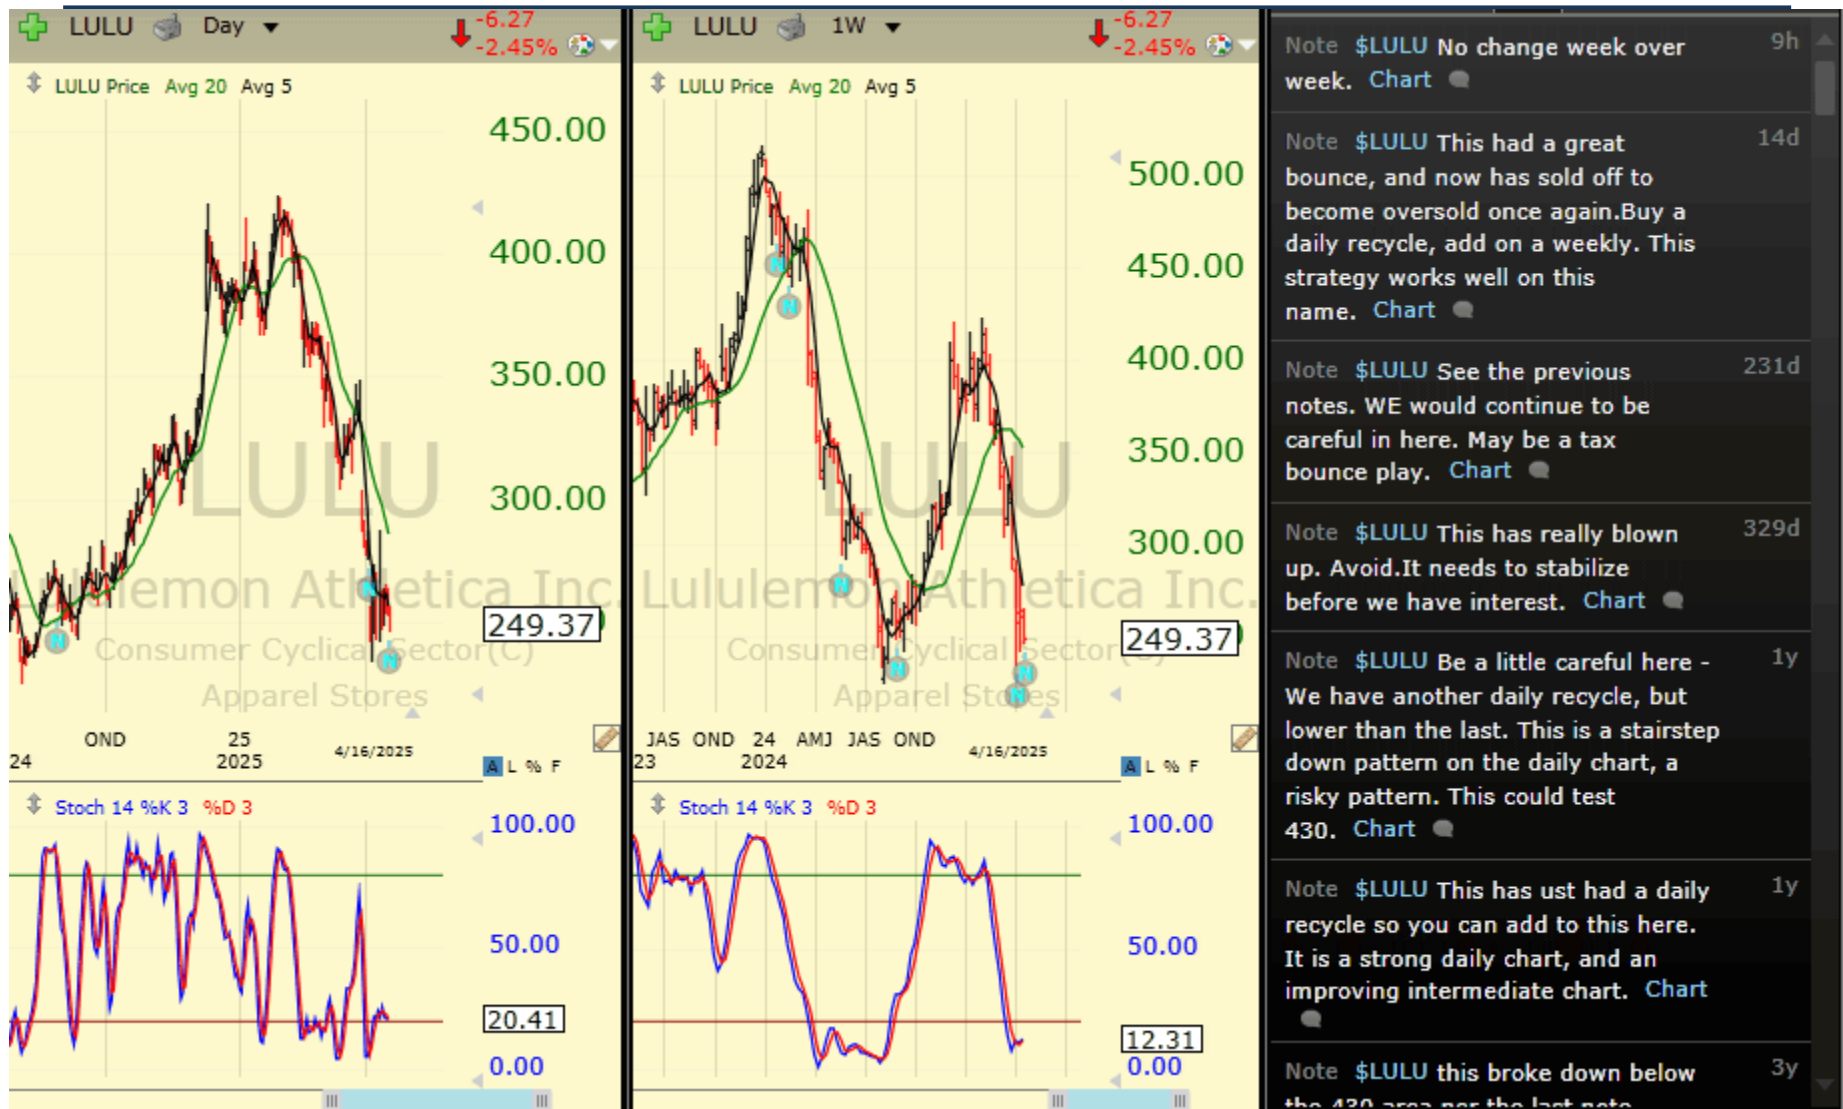 LULU Day
-6.27
-2.45%
LULU Price Avg 20 Avg 5
450.00
400.00
350.00
300.00
249.37
LULU
Lululemon Athletica Inc.
Consumer Cyclical Sector(C)
Apparel Stores
N
N
N
OND 25 4/16/2025
24 2025
A L % F
Stoch 14 %K 3 %D 3
100.00
50.00
20.41
0.00
LULU 1W
-6.27
-2.45%
LULU Price Avg 20 Avg 5
500.00
450.00
400.00
350.00
300.00
249.37
LULU
Lululemon Athletica Inc.
Consumer Cyclical Sector(C)
Apparel Stores
N
N
N
N
N
N
JAS OND 24 AMJ JAS OND 4/16/2025
23 2024
A L % F
Stoch 14 %K 3 %D 3
100.00
50.00
12.31
0.00
Note $LULU No change week over 9h
week. Chart
Note $LULU This had a great 14d
bounce, and now has sold off to
become oversold once again.Buy a
daily recycle, add on a weekly. This
strategy works well on this
name. Chart
Note $LULU See the previous 231d
notes. WE would continue to be
careful in here. May be a tax
bounce play. Chart
Note $LULU This has really blown 329d
up. Avoid.It needs to stabilize
before we have interest. Chart
Note $LULU Be a little careful here - 1y
We have another daily recycle, but
lower than the last. This is a stairstep
down pattern on the daily chart, a
risky pattern. This could test
430. Chart
Note $LULU This has ust had a daily 1y
recycle so you can add to this here.
It is a strong daily chart, and an
improving intermediate chart. Chart
Note $LULU this broke down below 3y
the 430 area per the last note